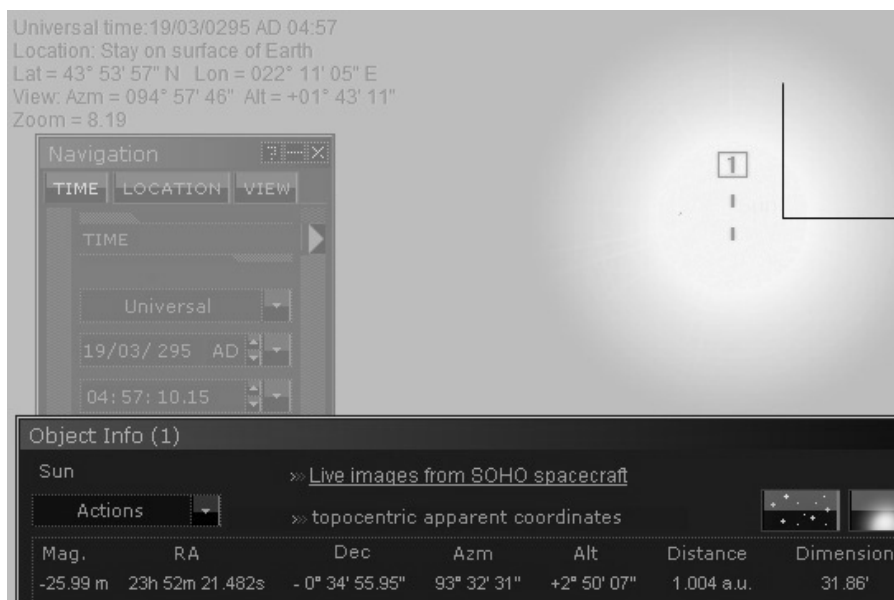 Universal time:19/03/0295 AD 04:57
Location: Stay on surface of Earth
Lat = 43° 53' 57" N Lon = 022° 11' 05" E
View: Azm = 094° 57' 46" Alt = +01° 43' 11"
Zoom = 8.19
Navigation
TIME LOCATION VIEW
TIME
Universal
19/03/ 295 AD
04:57:10.15
1
Object Info (1)
Sun
»» Live images from SOHO spacecraft
Actions
»» topocentric apparent coordinates
Mag. RA Dec Azm Alt Distance Dimension
-25.99 m 23h 52m 21.482s - 0° 34' 55.95" 93° 32' 31" +2° 50' 07" 1.004 a.u. 31.86'